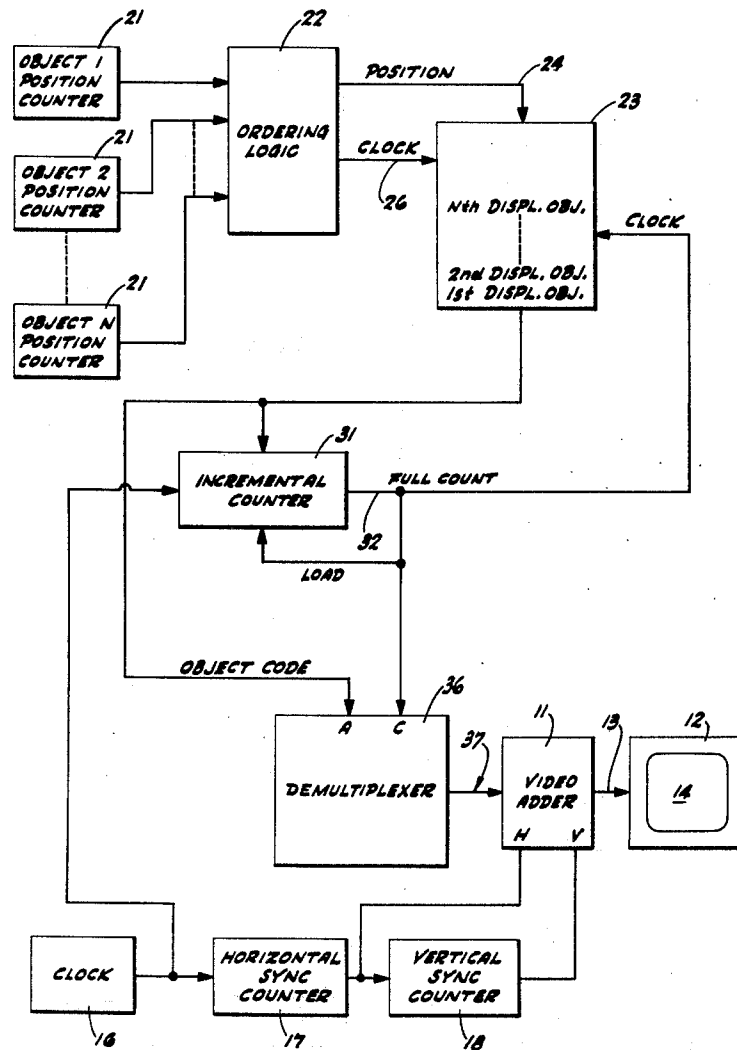 21
OBJECT 1
POSITION
COUNTER
22
ORDERING
LOGIC
POSITION
24
23
21
OBJECT 2
POSITION
COUNTER
CLOCK
26
Nth DISPL. OBJ.
CLOCK
2nd DISPL. OBJ.
1st DISPL. OBJ.
21
OBJECT N
POSITION
COUNTER
31
INCREMENTAL
COUNTER
FULL COUNT
32
LOAD
OBJECT CODE
36
A C
DEMULTIPLEXER
37
11
VIDEO
ADDER
H V
13
12
14
CLOCK
16
HORIZONTAL
SYNC
COUNTER
17
VERTICAL
SYNC
COUNTER
18